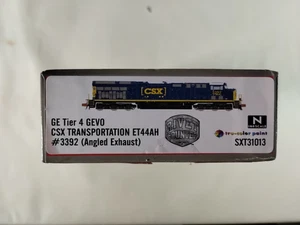 CSX
GE Tier 4 GEVO
CSX TRANSPORTATION ET44AH
#3392 (Angled Exhaust)
N
SXT31013